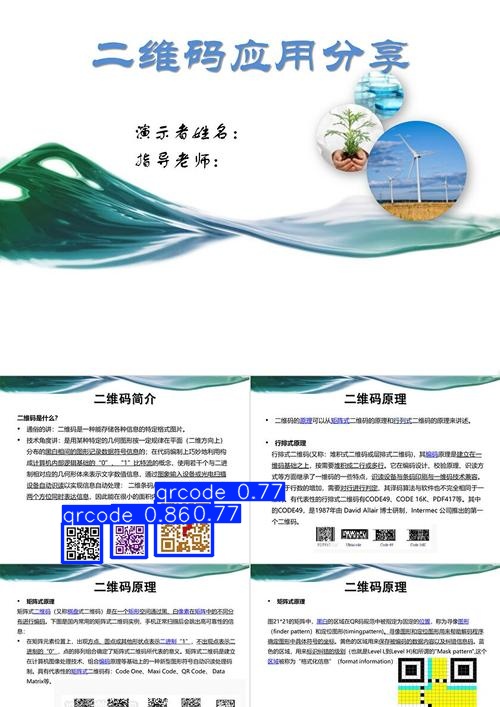 二维码应用分享
演示者姓名：
指导老师：
二维码简介
二维码是什么？
• 通俗的讲：二维码是一种能存储各种信息的特定格式图片。
• 技术角度讲：是用某种特定的几何图形按一定规律在平面（二维方向上）
分布的黑白相间的图形记录数据符号信息的；在代码编制上巧妙地利用构
成计算机内部逻辑基础的“0”、“1”比特流的概念，使用若干个与二进
制相对应的几何形体来表示文字数值信息，通过图象输入设备或光电扫描
设备自动识读以实现信息自动处理：
两个方位同时表达信息，因此能在很小的面积
qrcode 0.77
qrcode 0.860.77
二维码原理
• 二维码的原理可以从矩阵式二维码的原理和行列式二维码的原理来讲述。
• 行排式原理
行排式二维码(又称：堆积式二维码或层排式二维码)，其编码原理是建立在一
维码基础之上，按需要堆积成二行或多行。它在编码设计、校验原理、识读方
式等方面继承了一维码的一些特点，识读设备与条码印刷与一维码技术兼容。
于行数的增加，需要对行进行判定，其译码算法与软件也不完全相同于一
。有代表性的行排式二维码有CODE49、CODE 16K、PDF417等。其中
的CODE49，是1987年由 David Allair 博士研制，Intermec 公司推出的第一
个二维码。
PDF417 Ultracode Code 49 Code 16K
二维码原理
• 矩阵式原理
矩阵式二维码（又称棋盘式二维码）是在一个矩形空间通过黑、白像素在矩阵中的不同分
布进行编码。下面是国内常用的矩阵式二维码实例，手机正常扫描后会跳出高可靠性的信
息：
• 在矩阵相应元素位置上，出现方点、圆点或其他形状点表示二进制“1”，不出现点表示二
进制的“0”，点的排列组合确定了矩阵式二维码所代表的意义。矩阵式二维码是建立
在计算机图像处理技术、组合编码原理等基础上的一种新型图形符号自动识读处理码
制。具有代表性的矩阵式二维码有：Code One、Maxi Code、QR Code、 Data
Matrix等。
二维码原理
• 矩阵式原理
图21*21的矩阵中，黑白的区域在QR码规范中被指定为固定的位置，称为寻像图形
（finder pattern) 和定位图形(timingpattern)。寻像图形和定位图形用来帮助解码程序
确定图形中具体符号的坐标。黄色的区域用来保存被编码的数据内容以及纠错信息码。蓝
色的区域，用来标识纠错的级别（也就是Level L到Level H)和所谓的"Mask pattern",这个
区域被称为“格式化信息”（format information）